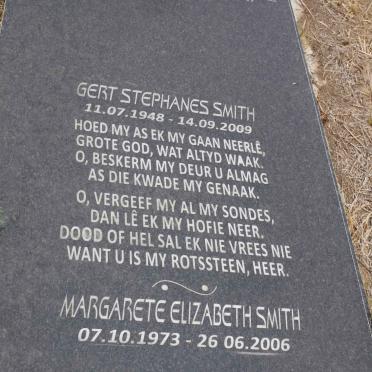 GERT STEPHANES SMITH
11.07.1948 - 14.09.2009
HOED MY AS EK MY GAAN NEERLÊ,
GROTE GOD, WAT ALTYD WAAK.
O, BESKERM MY DEUR U ALMAG
AS DIE KWADE MY GENAAK.
O, VERGEEF MY AL MY SONDES,
DAN LÊ EK MY HOFIE NEER.
DOOD OF HEL SAL EK NIE VREES NIE
WANT U IS MY ROTSSTEEN, HEER.
MARGARETE ELIZABETH SMITH
07.10.1973 - 26 06.2006